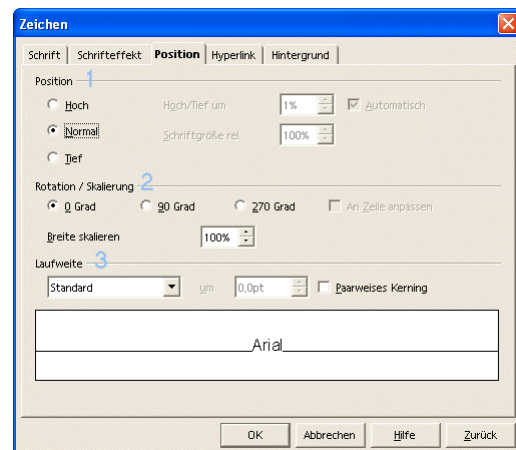 Zeichen
Schrift Schrifteffekt Position Hyperlink Hintergrund
Position 1
Hoch Hoch/Tief um 1% Automatisch
Normal Schriftgröße rel. 100%
Tief
Rotation / Skalierung 2
0 Grad 90 Grad 270 Grad An Zeile anpassen
Breite skalieren 100%
Laufweite 3
Standard um 0,0pt Paarweises Kerning
Arial
OK Abbrechen Hilfe Zurück